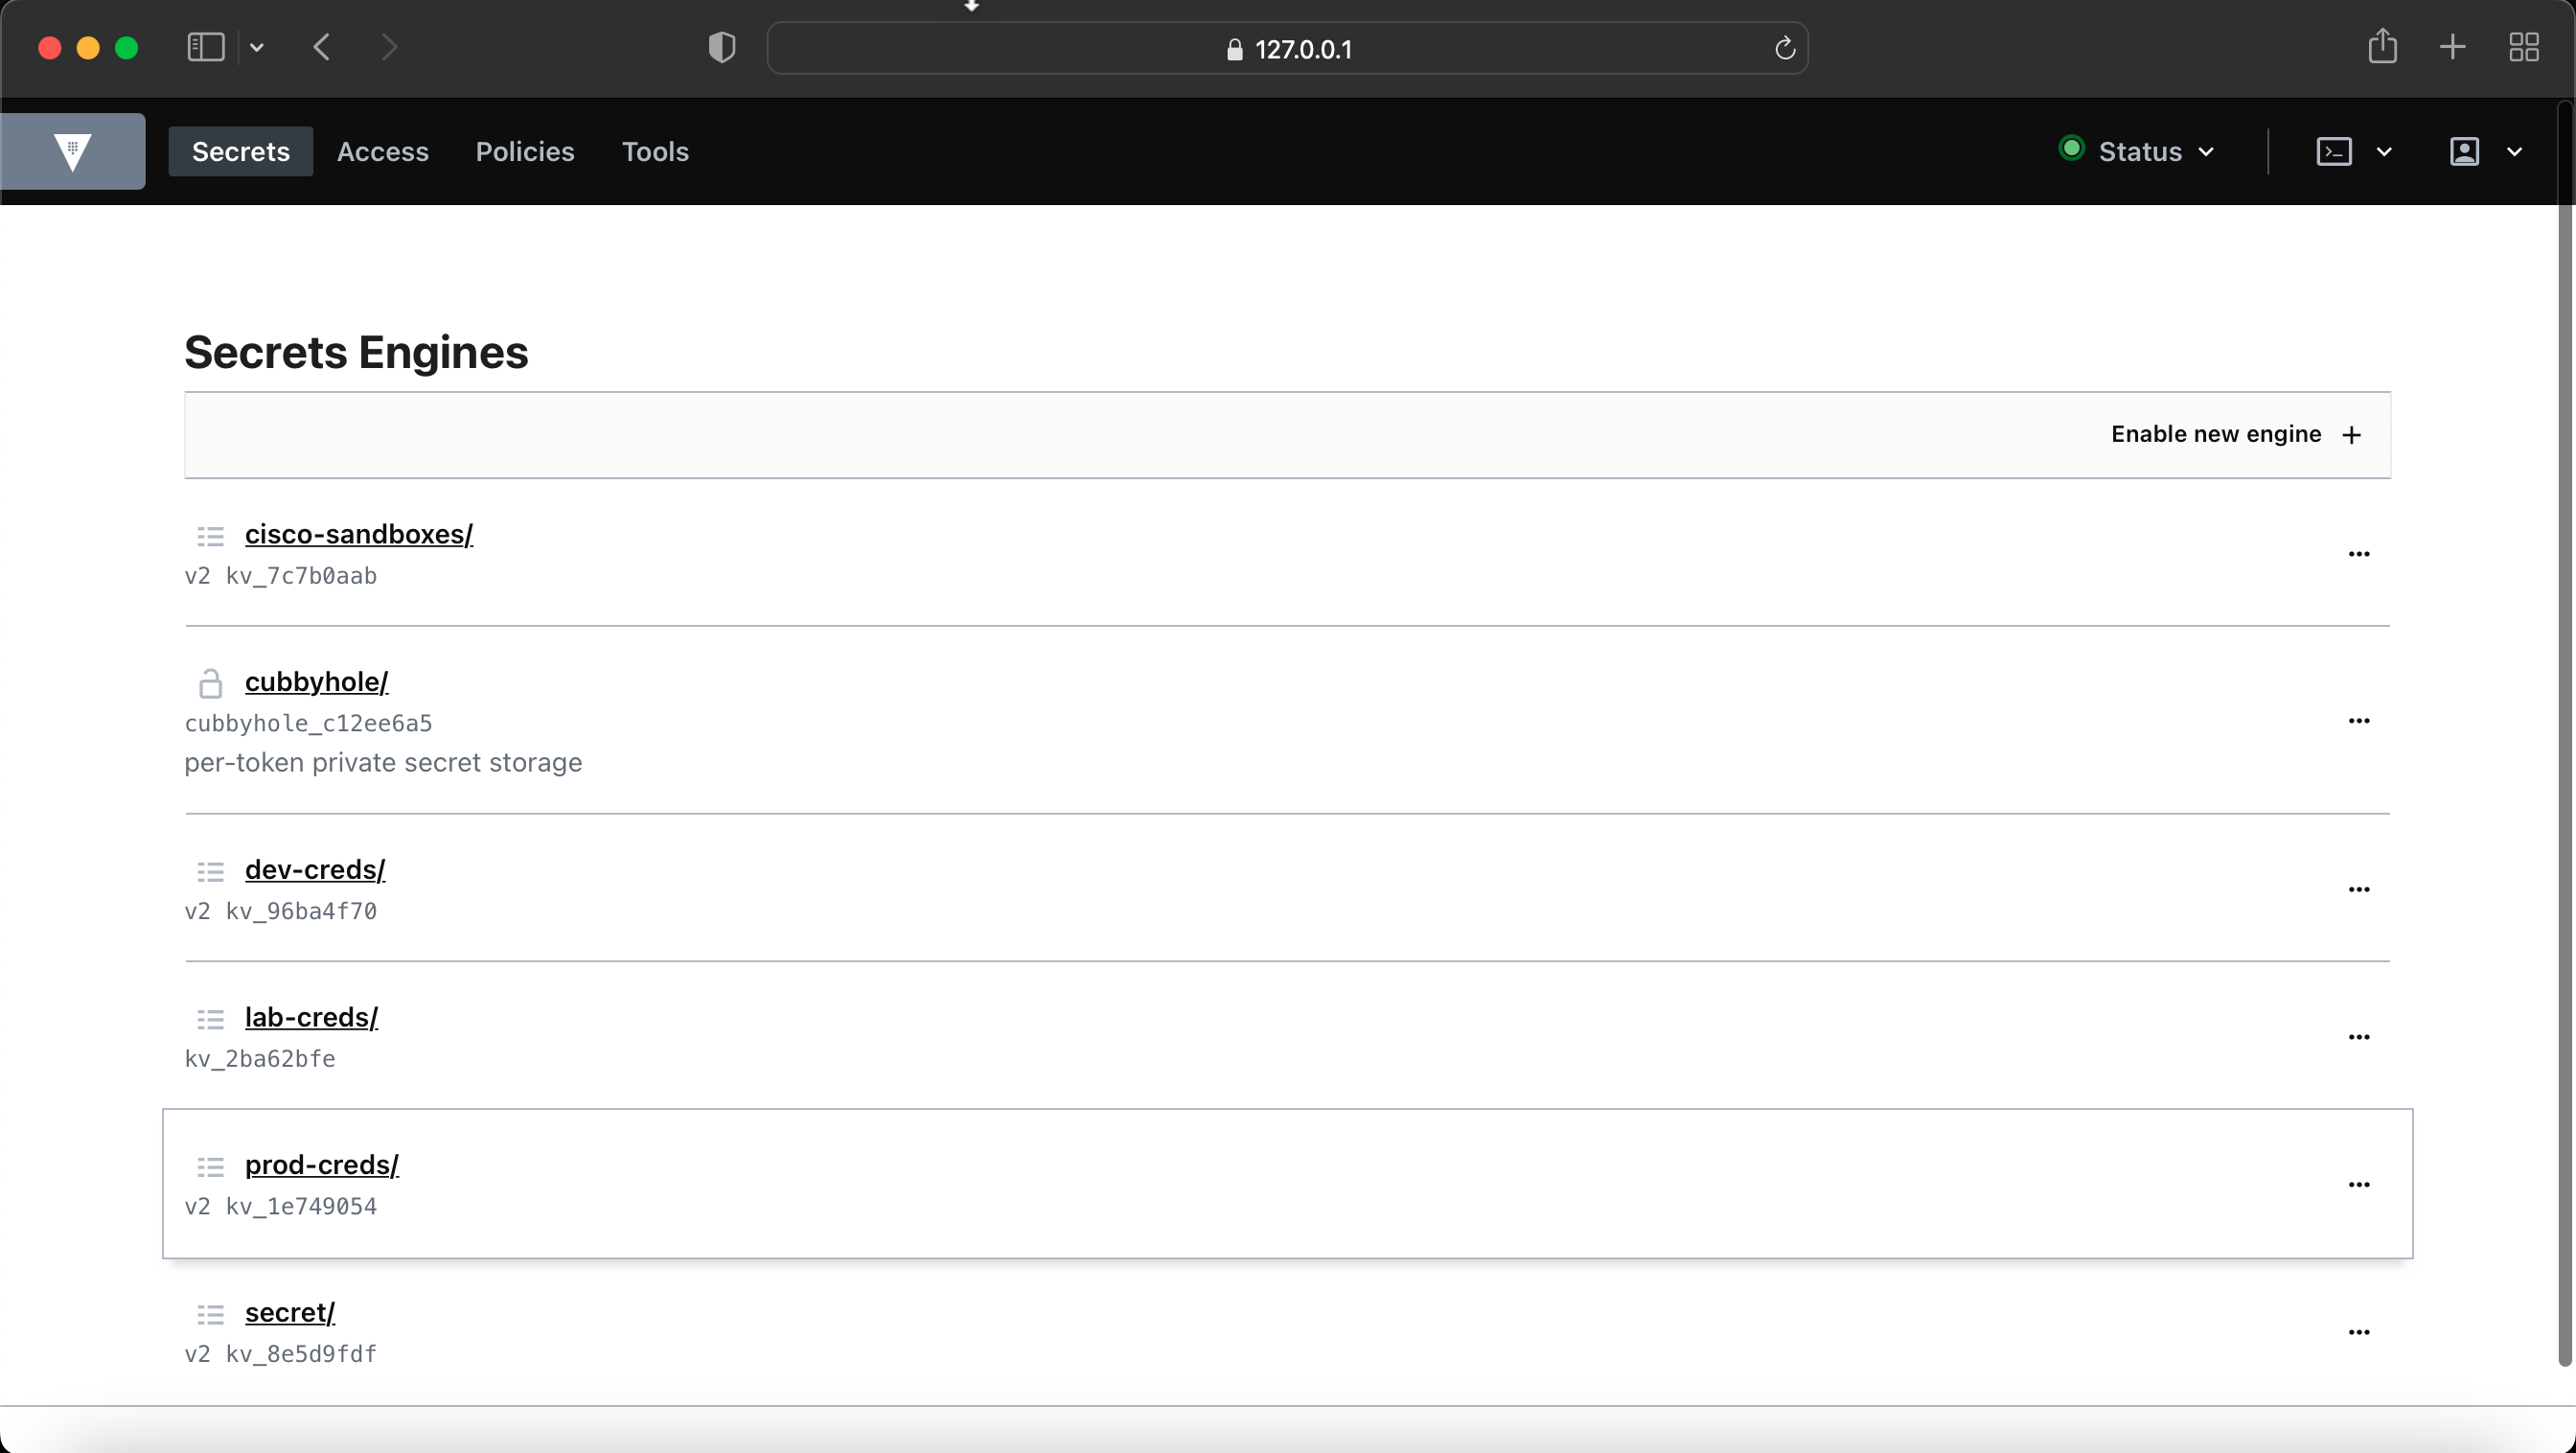 127.0.0.1
Secrets Access Policies Tools Status
Secrets Engines
Enable new engine +
cisco-sandboxes/
v2 kv_7c7b0aab
cubbyhole/
cubbyhole_c12ee6a5
per-token private secret storage
dev-creds/
v2 kv_96ba4f70
lab-creds/
kv_2ba62bfe
prod-creds/
v2 kv_1e749054
secret/
v2 kv_8e5d9fdf